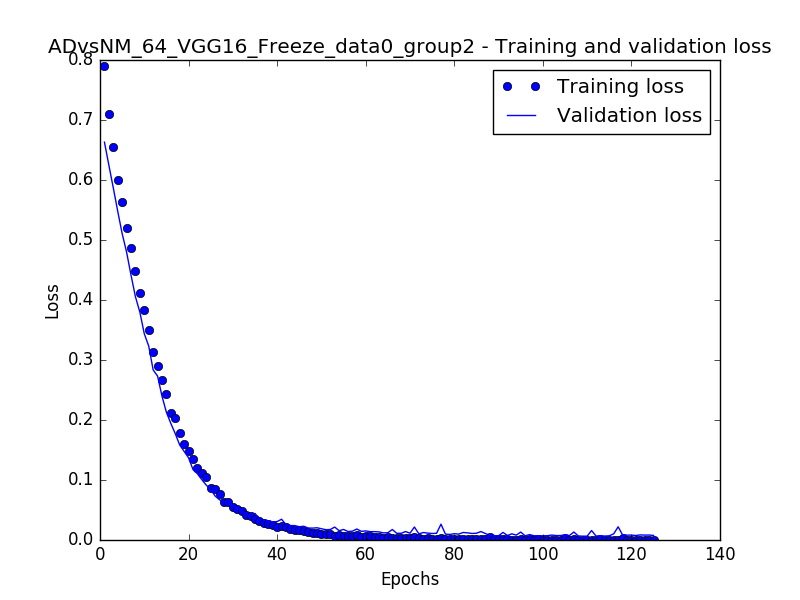 ADvsNM_64_VGG16_Freeze_data0_group2 - Training and validation loss
Training loss
Validation loss
Loss
0.8
0.7
0.6
0.5
0.4
0.3
0.2
0.1
0.0
0 20 40 60 80 100 120 140
Epochs